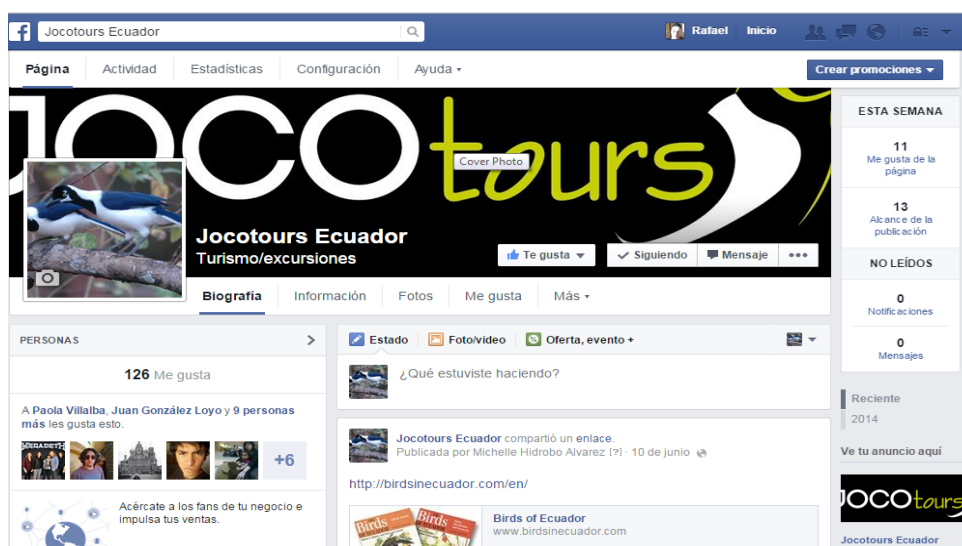 Jocotours Ecuador
Rafael Inicio
Página Actividad Estadísticas Configuración Ayuda
Crear promociones
JOCOtours
Cover Photo
Jocotours Ecuador
Turismo/excursiones
Te gusta Siguiendo Mensaje
Biografía Información Fotos Me gusta Más
ESTA SEMANA
11
Me gusta de la
página
13
Alcance de la
publicación
NO LEÍDOS
0
Notificaciones
0
Mensajes
Reciente
2014
Ve tu anuncio aquí
JOCOtours
Jocotours Ecuador
PERSONAS
126 Me gusta
A Paola Villalba, Juan González Loyo y 9 personas
más les gusta esto.
MEGADETH
+6
Acércate a los fans de tu negocio e
impulsa tus ventas.
Estado Foto/video Oferta, evento +
¿Qué estuviste haciendo?
Jocotours Ecuador compartió un enlace.
Publicada por Michelle Hidrobo Alvarez [?] · 10 de junio
http://birdsinecuador.com/en/
Birds
Birds
Birds of Ecuador
www.birdsinecuador.com